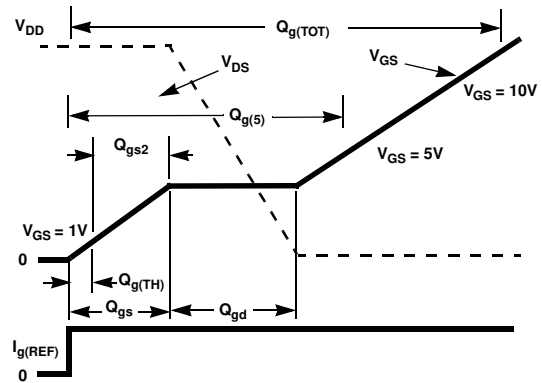 V_DD
Q_g(TOT)
V_DS
V_GS
V_GS = 10V
Q_g(5)
Q_gs2
V_GS = 5V
V_GS = 1V
0
Q_g(TH)
Q_gs
Q_gd
I_g(REF)
0